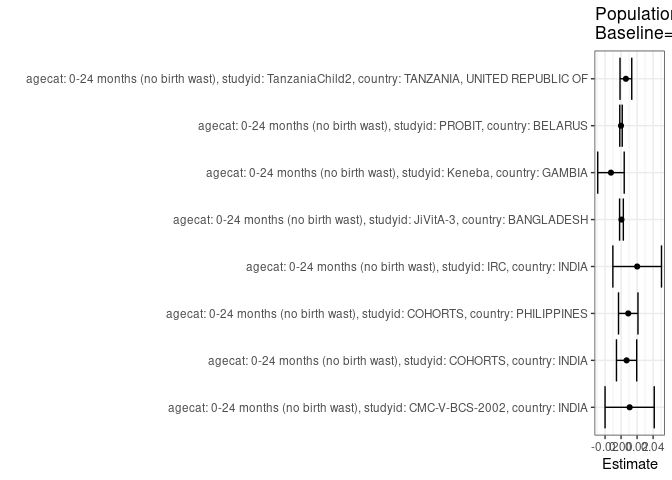 Population
Baseline=
agecat: 0-24 months (no birth wast), studyid: TanzaniaChild2, country: TANZANIA, UNITED REPUBLIC OF
agecat: 0-24 months (no birth wast), studyid: PROBIT, country: BELARUS
agecat: 0-24 months (no birth wast), studyid: Keneba, country: GAMBIA
agecat: 0-24 months (no birth wast), studyid: JiVitA-3, country: BANGLADESH
agecat: 0-24 months (no birth wast), studyid: IRC, country: INDIA
agecat: 0-24 months (no birth wast), studyid: COHORTS, country: PHILIPPINES
agecat: 0-24 months (no birth wast), studyid: COHORTS, country: INDIA
agecat: 0-24 months (no birth wast), studyid: CMC-V-BCS-2002, country: INDIA
-0.02 0.00 0.02 0.04
Estimate